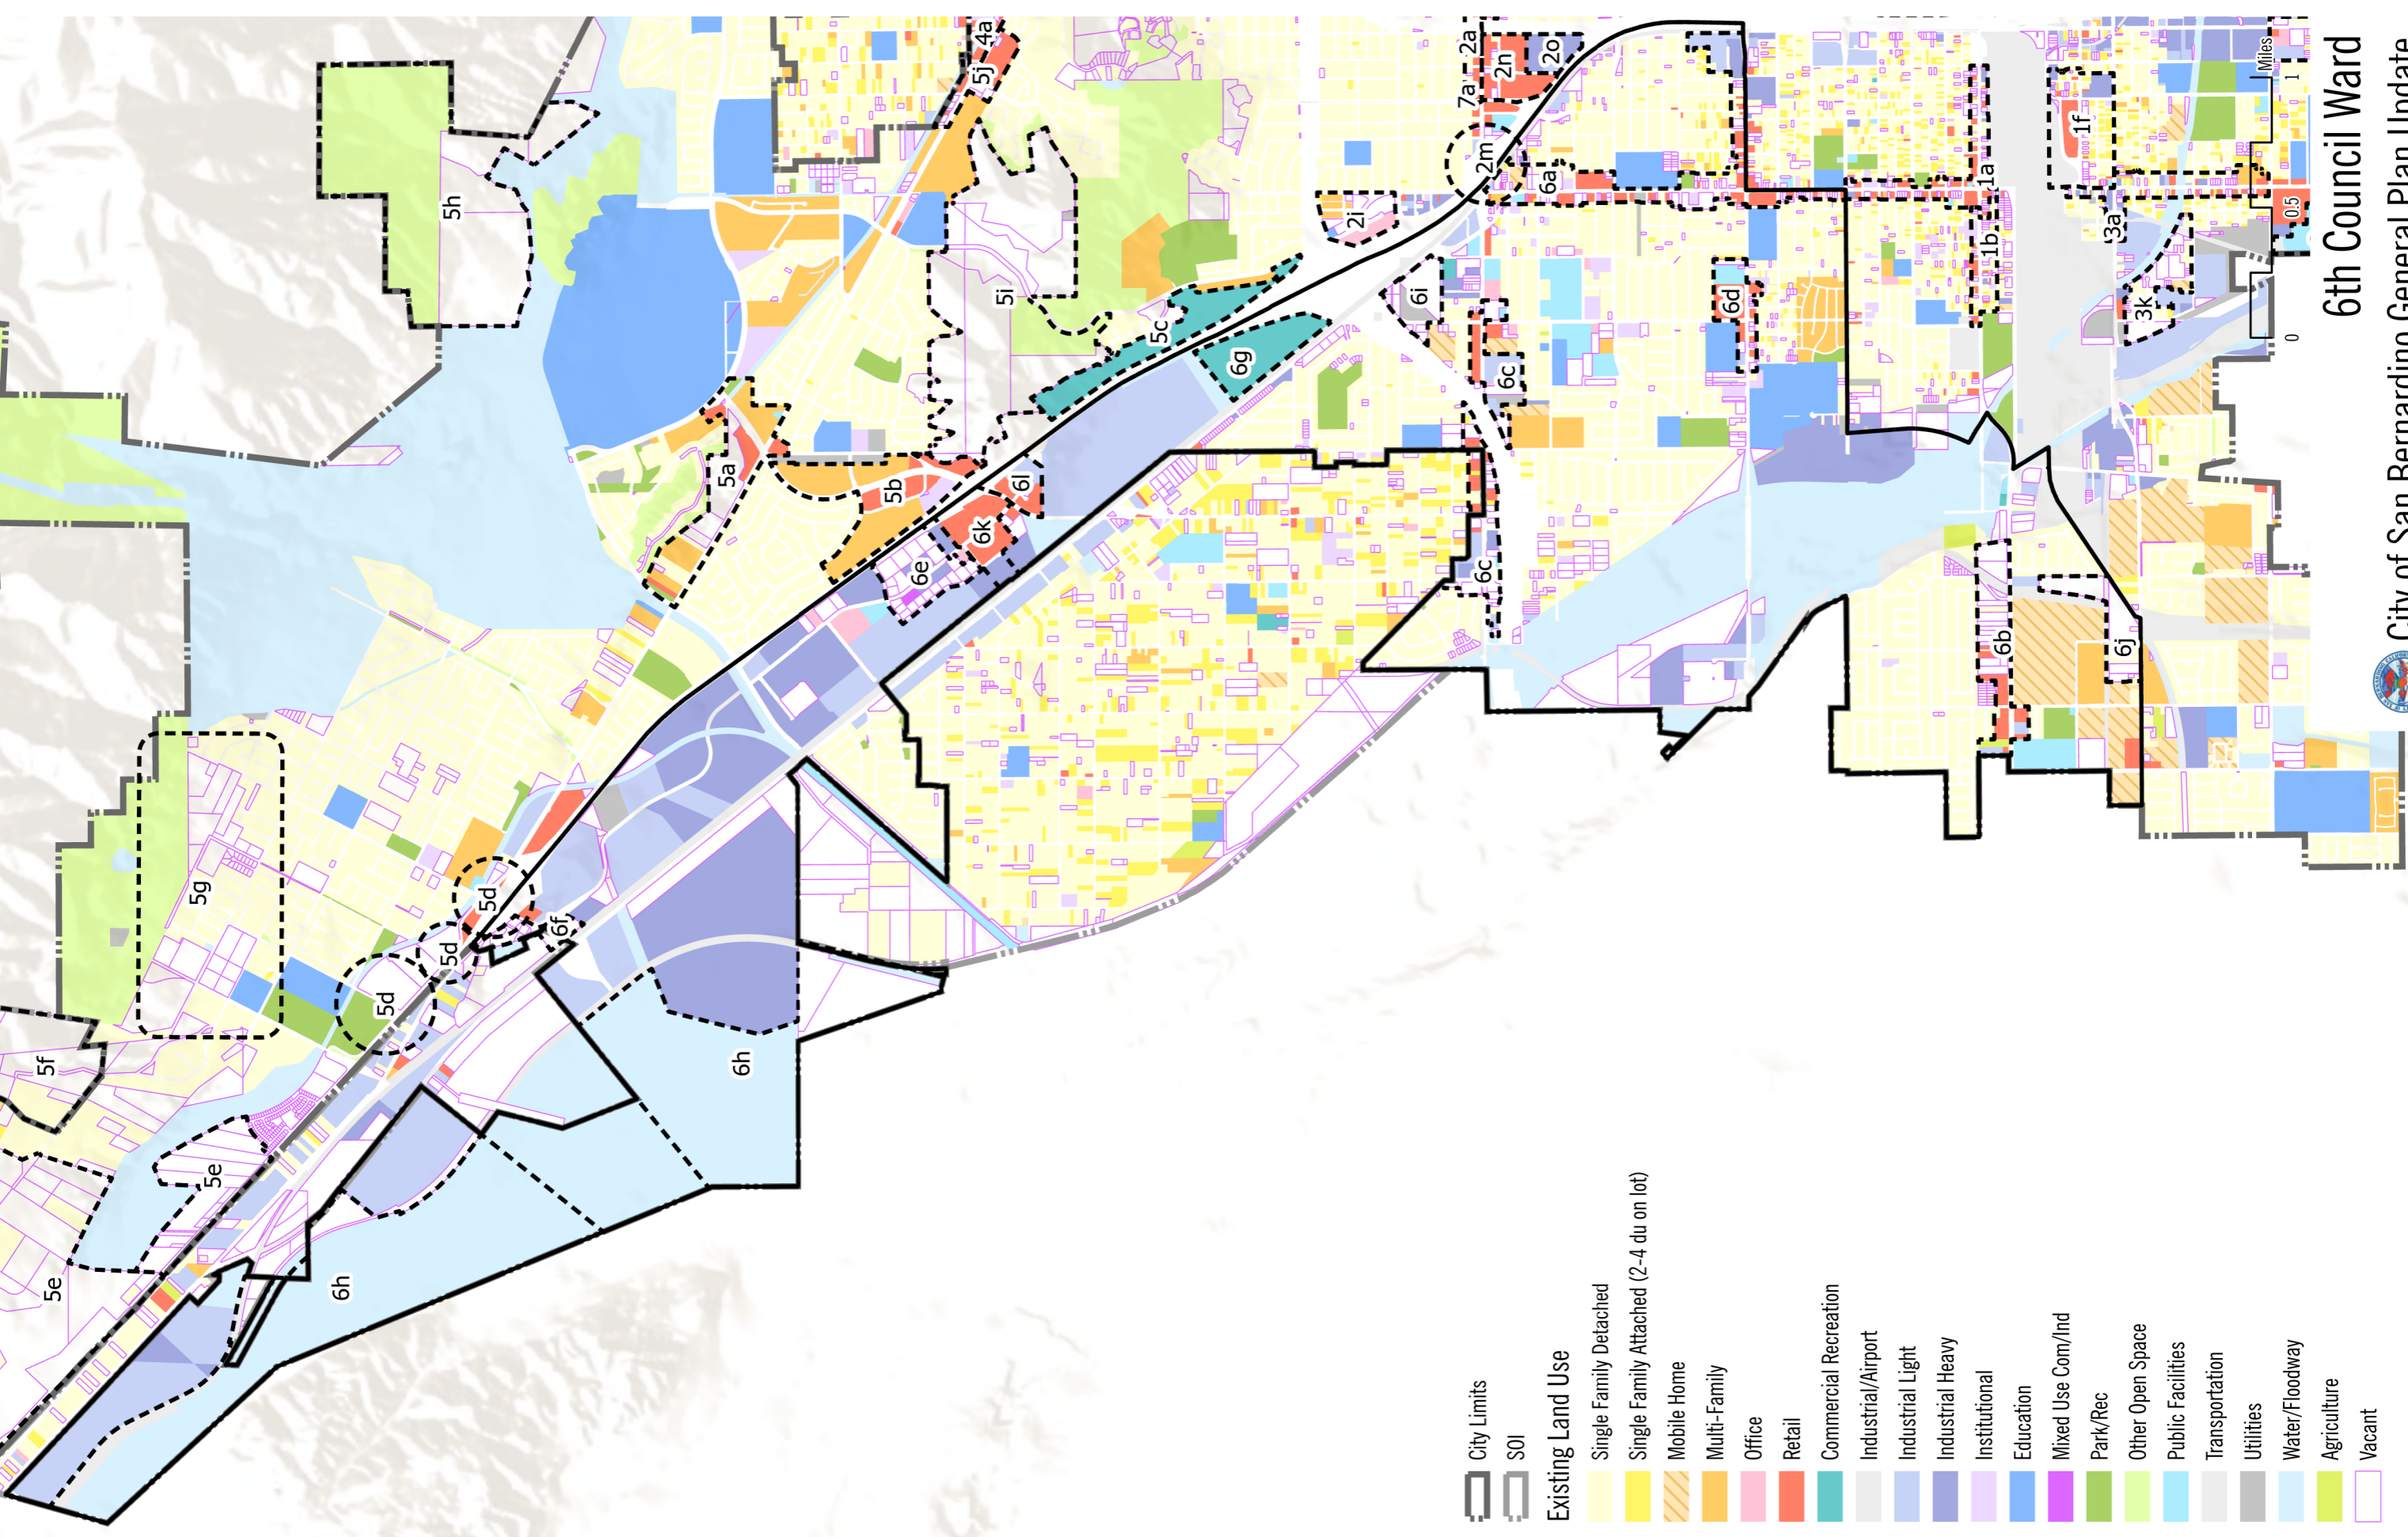 6th Council Ward
City of San Bernardino General Plan Update
Miles
0
0.5
1
City Limits
SOI
Existing Land Use
Single Family Detached
Single Family Attached (2-4 du on lot)
Mobile Home
Multi-Family
Office
Retail
Commercial Recreation
Industrial/Airport
Industrial Light
Industrial Heavy
Institutional
Education
Mixed Use Com/Ind
Park/Rec
Other Open Space
Public Facilities
Transportation
Utilities
Water/Floodway
Agriculture
Vacant
5h
4a
5j
5i
5c
5a
5b
5g
5d
5d
5d
5f
5e
5e
6h
6h
6f
6e
6k
6l
6g
6i
6c
6c
6d
6a
6b
6j
2a
7a
2n
2o
2m
2i
1a
1b
1f
3a
3k